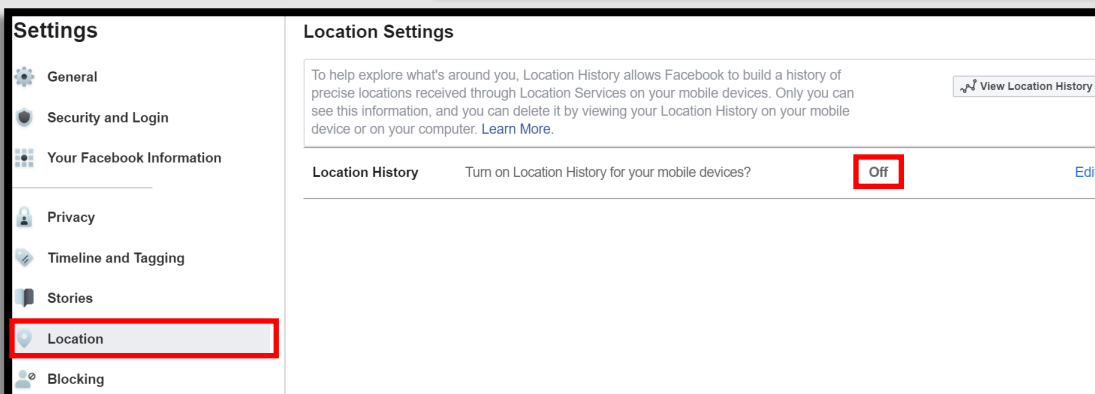 Settings
General
Security and Login
Your Facebook Information
Privacy
Timeline and Tagging
Stories
Location
Blocking
Location Settings
To help explore what's around you, Location History allows Facebook to build a history of
precise locations received through Location Services on your mobile devices. Only you can
see this information, and you can delete it by viewing your Location History on your mobile
device or on your computer. Learn More.
View Location History
Location History Turn on Location History for your mobile devices? Off Edi